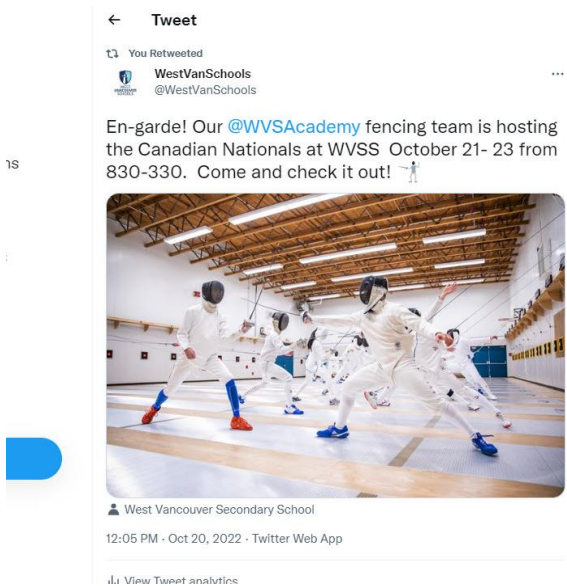 ← Tweet
You Retweeted
WestVanSchools
@WestVanSchools
...
En-garde! Our @WVSAcademy fencing team is hosting
the Canadian Nationals at WVSS October 21- 23 from
830-330. Come and check it out! 🤺
ns
West Vancouver Secondary School
12:05 PM · Oct 20, 2022 · Twitter Web App
View Tweet analytics